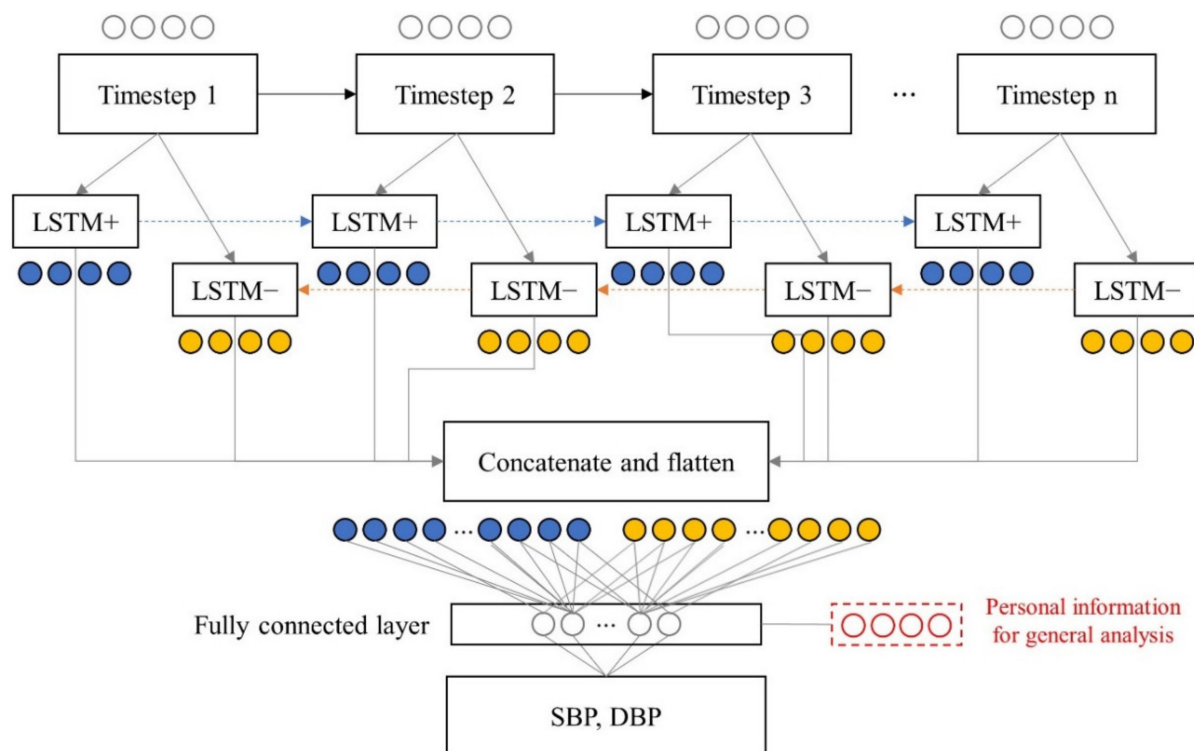 Timestep 1
Timestep 2
Timestep 3
...
Timestep n
LSTM+
LSTM+
LSTM+
LSTM+
LSTM−
LSTM−
LSTM−
LSTM−
Concatenate and flatten
...
...
Fully connected layer
...
Personal information
for general analysis
SBP, DBP